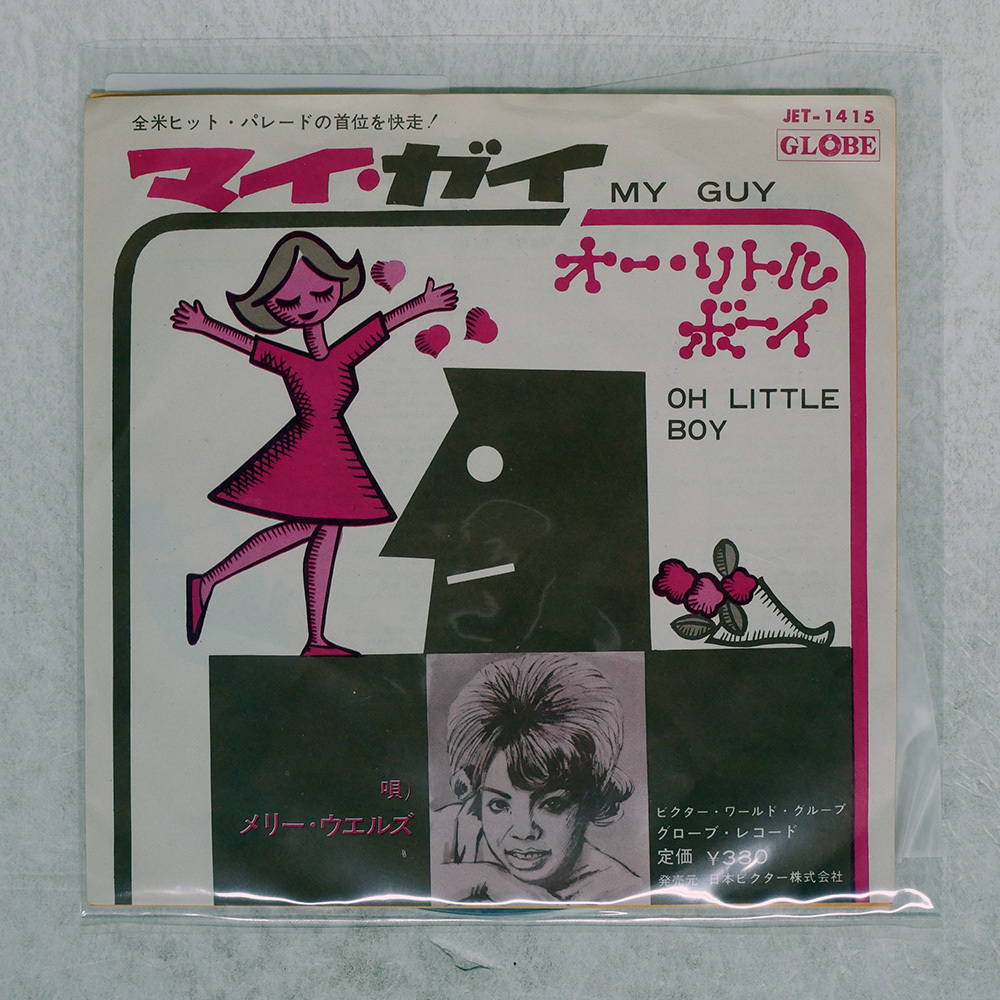 全米ヒット・パレードの首位を快走!
JET-1415
GLOBE
マイ・ガイ
MY GUY
オー・リトル
ボーイ
OH LITTLE
BOY
唄)
メリー・ウエルズ
ビクター・ワールド・グループ
グローブ・レコード
定価 ¥330
発売元 日本ビクター株式会社